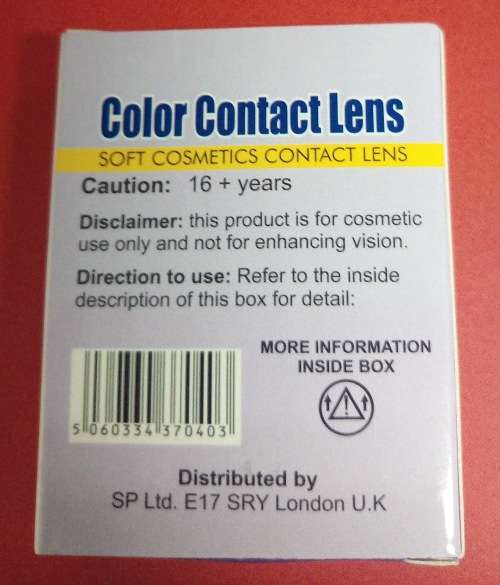 Color Contact Lens
SOFT COSMETICS CONTACT LENS
Caution: 16 + years
Disclaimer: this product is for cosmetic
use only and not for enhancing vision.
Direction to use: Refer to the inside
description of this box for detail:
MORE INFORMATION
INSIDE BOX
5 060334 370403
Distributed by
SP Ltd. E17 SRY London U.K